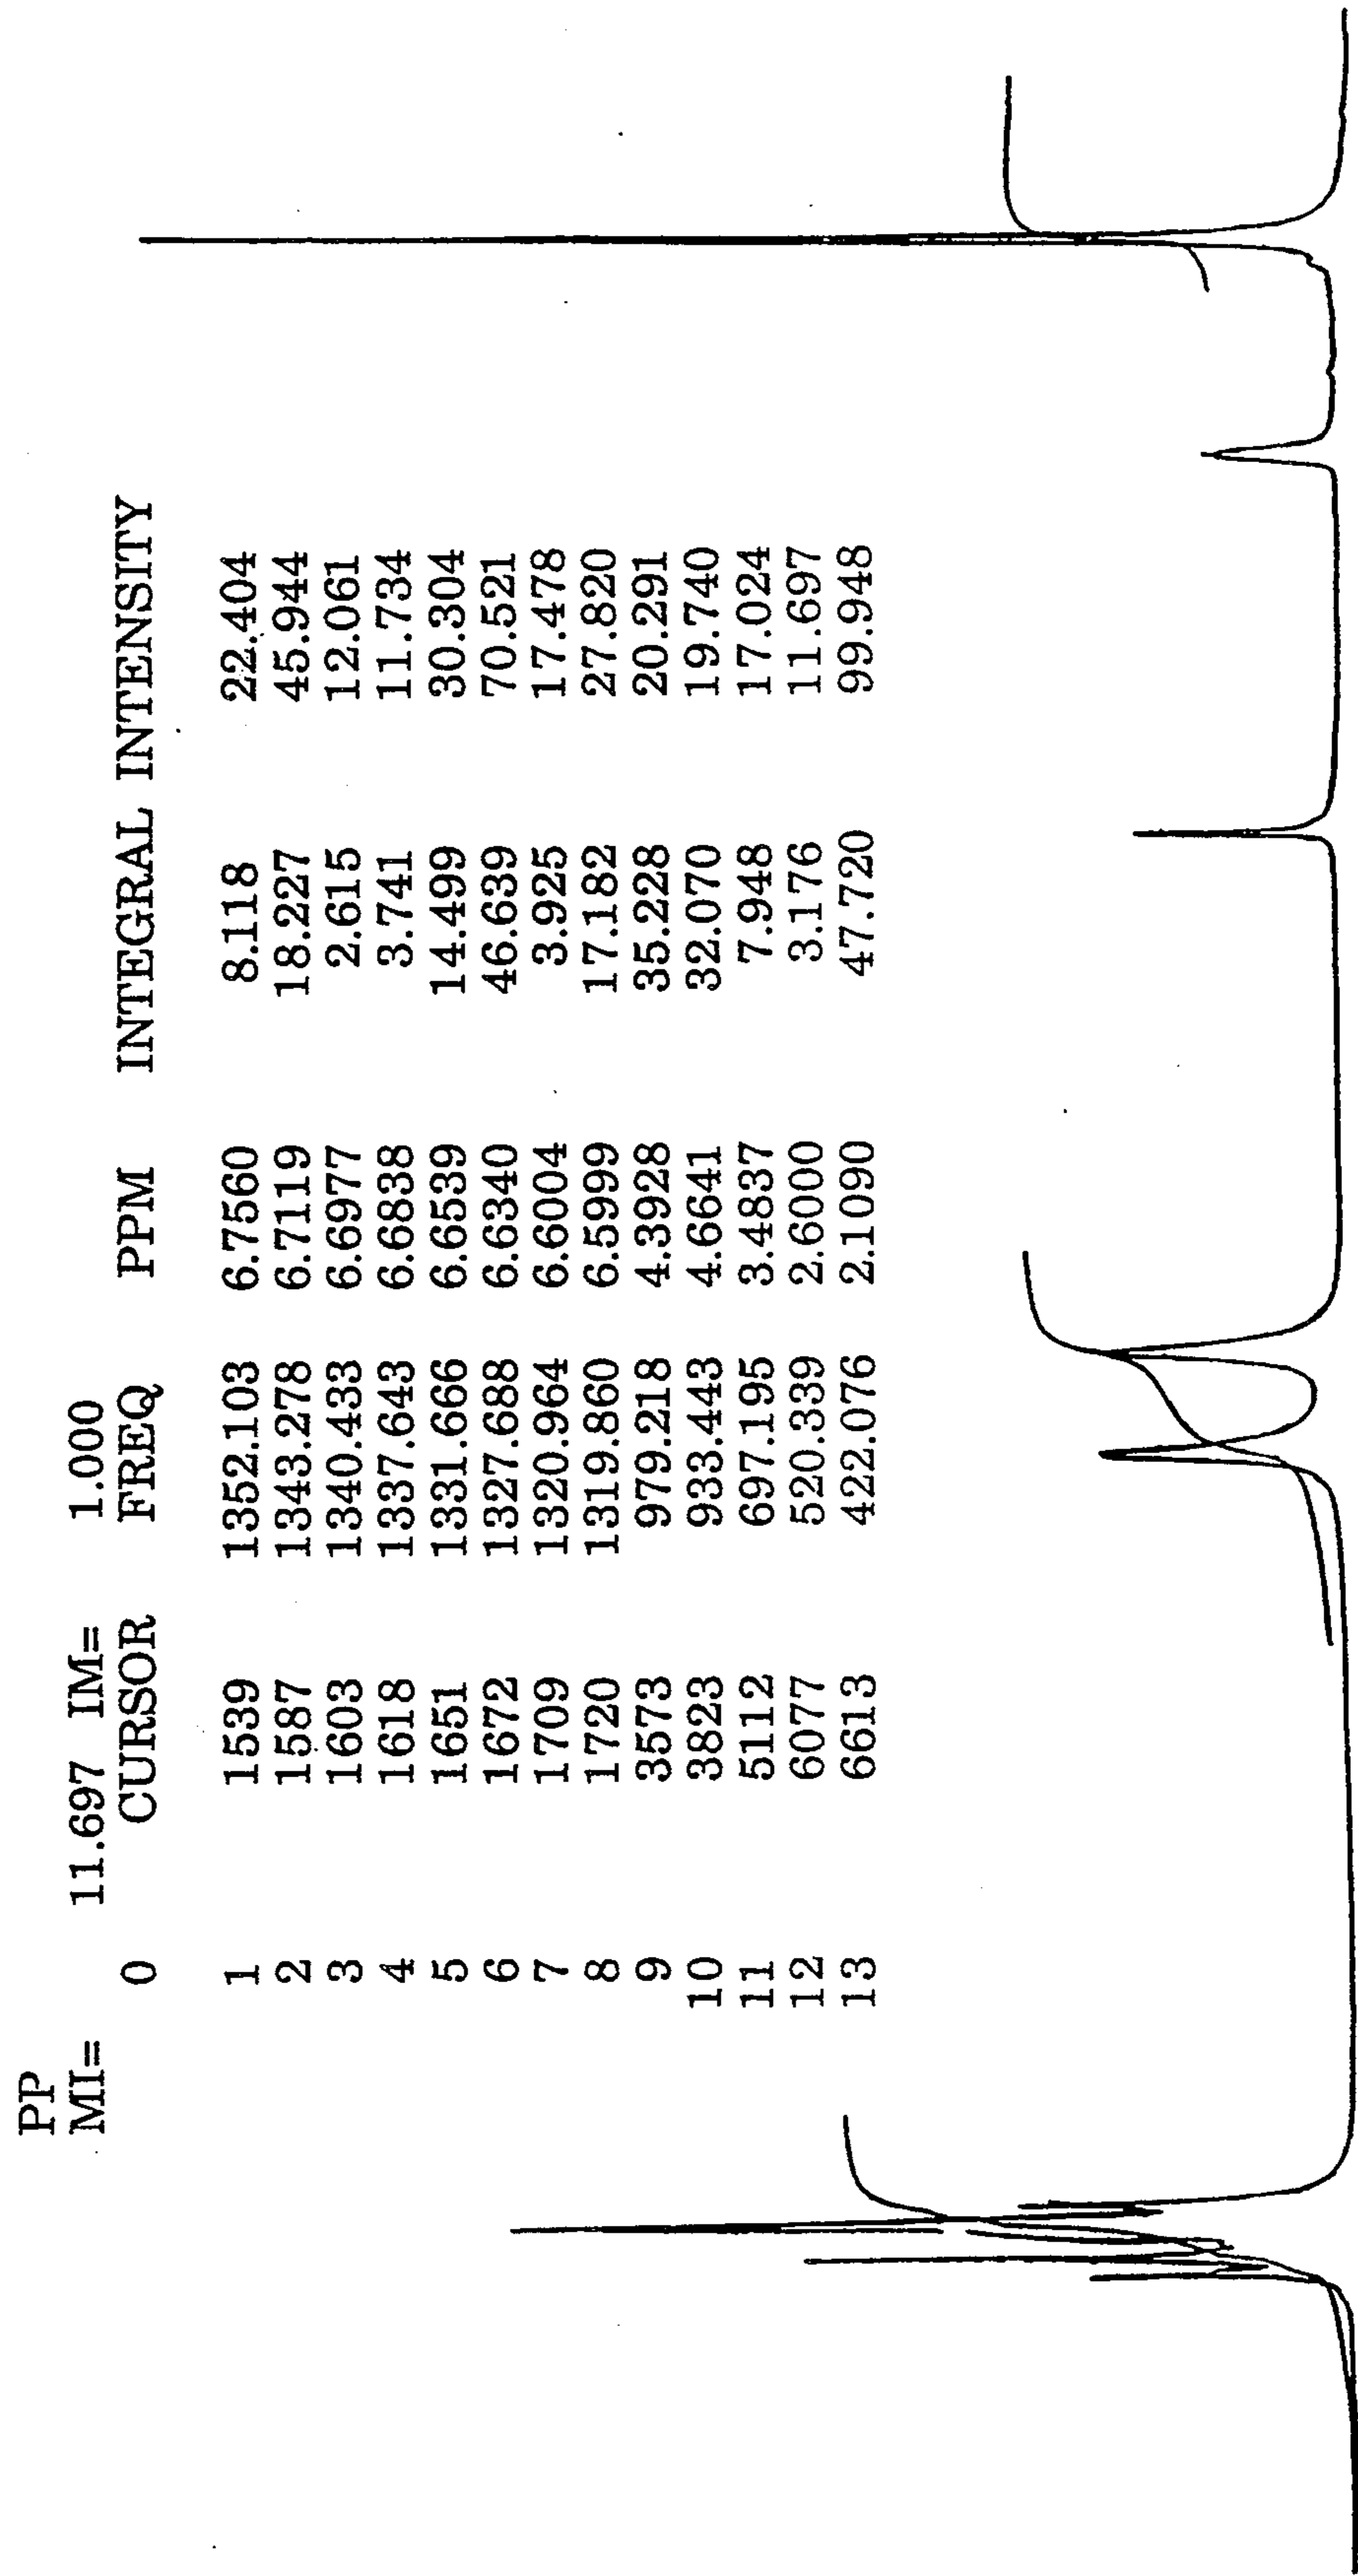 PP
MI= 11.697 IM= 1.000
0 CURSOR FREQ PPM INTEGRAL INTENSITY
1 1539 1352.103 6.7560 8.118 22.404
2 1587 1343.278 6.7119 18.227 45.944
3 1603 1340.433 6.6977 2.615 12.061
4 1618 1337.643 6.6838 3.741 11.734
5 1651 1331.666 6.6539 14.499 30.304
6 1672 1327.688 6.6340 46.639 70.521
7 1709 1320.964 6.6004 3.925 17.478
8 1720 1319.860 6.5999 17.182 27.820
9 3573 979.218 4.3928 35.228 20.291
10 3823 933.443 4.6641 32.070 19.740
11 5112 697.195 3.4837 7.948 17.024
12 6077 520.339 2.6000 3.176 11.697
13 6613 422.076 2.1090 47.720 99.948